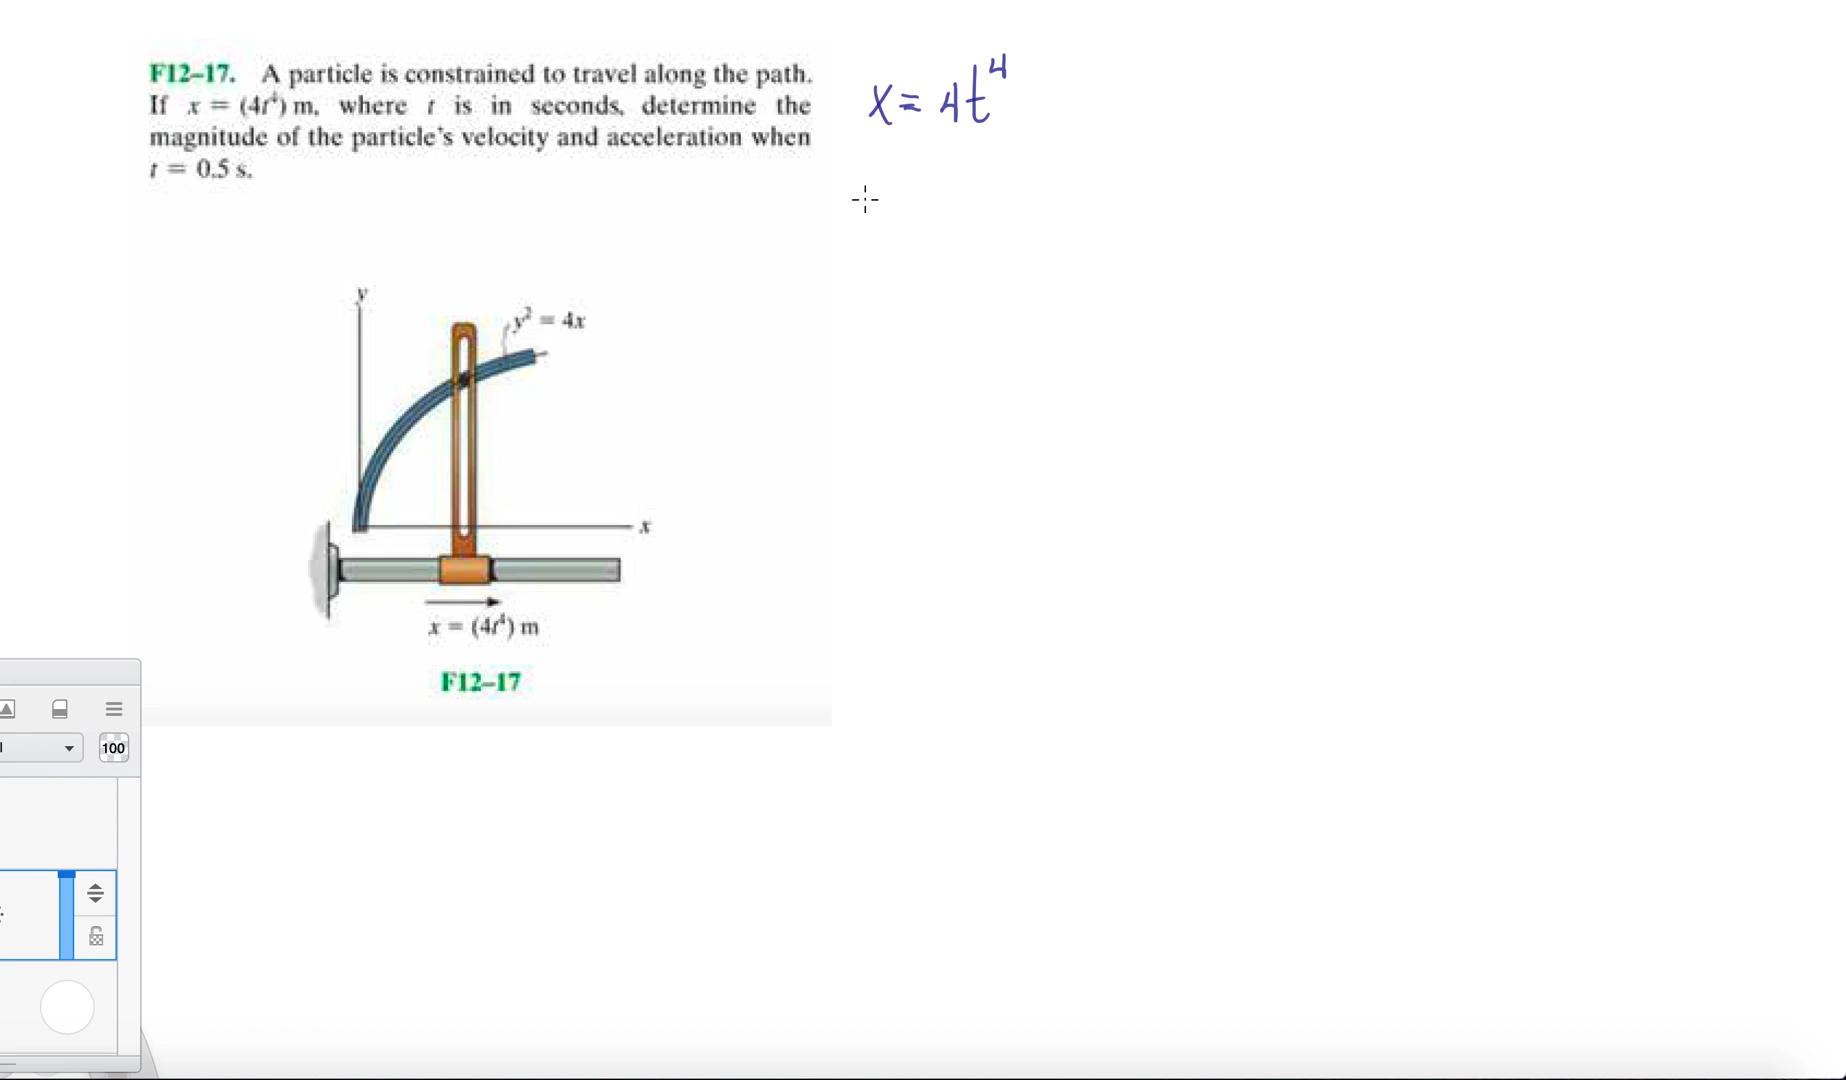 F12–17. A particle is constrained to travel along the path.
If x = (4t⁴) m, where t is in seconds, determine the
magnitude of the particle's velocity and acceleration when
t = 0.5 s.
x = 4t⁴
y
y² = 4x
x
x = (4t⁴) m
F12–17
100